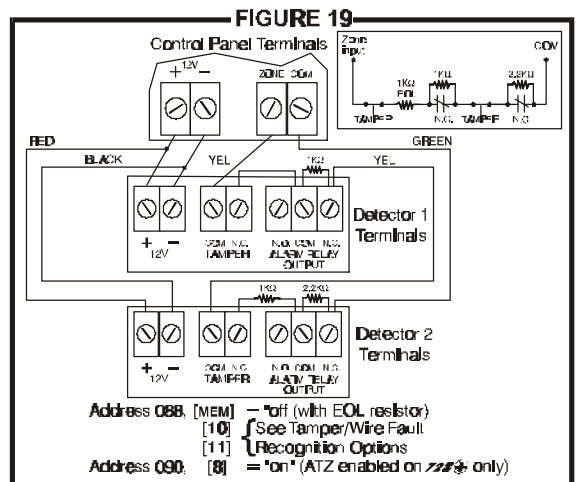 FIGURE 19
Control Panel Terminals
+ 12V −
ZONE COM
Zone input
COM
1KΩ EOL
1KΩ
2,2KΩ
TAMPER
N.C.
TAMPER
N.C.
RED
BLACK
YEL
GREEN
1KΩ
YEL
Detector 1 Terminals
+ 12V −
COM N.C.
TAMPER
N.O. COM N.C.
ALARM RELAY OUTPUT
1KΩ
2,2KΩ
Detector 2 Terminals
+ 12V −
COM N.C.
TAMPER
N.O. COM N.C.
ALARM RELAY OUTPUT
Address 088, [MEM] = "off (with EOL resistor)
[10] { See Tamper/Wire Fault
[11] Recognition Options
Address 090, [8] = "on" (ATZ enabled on only)